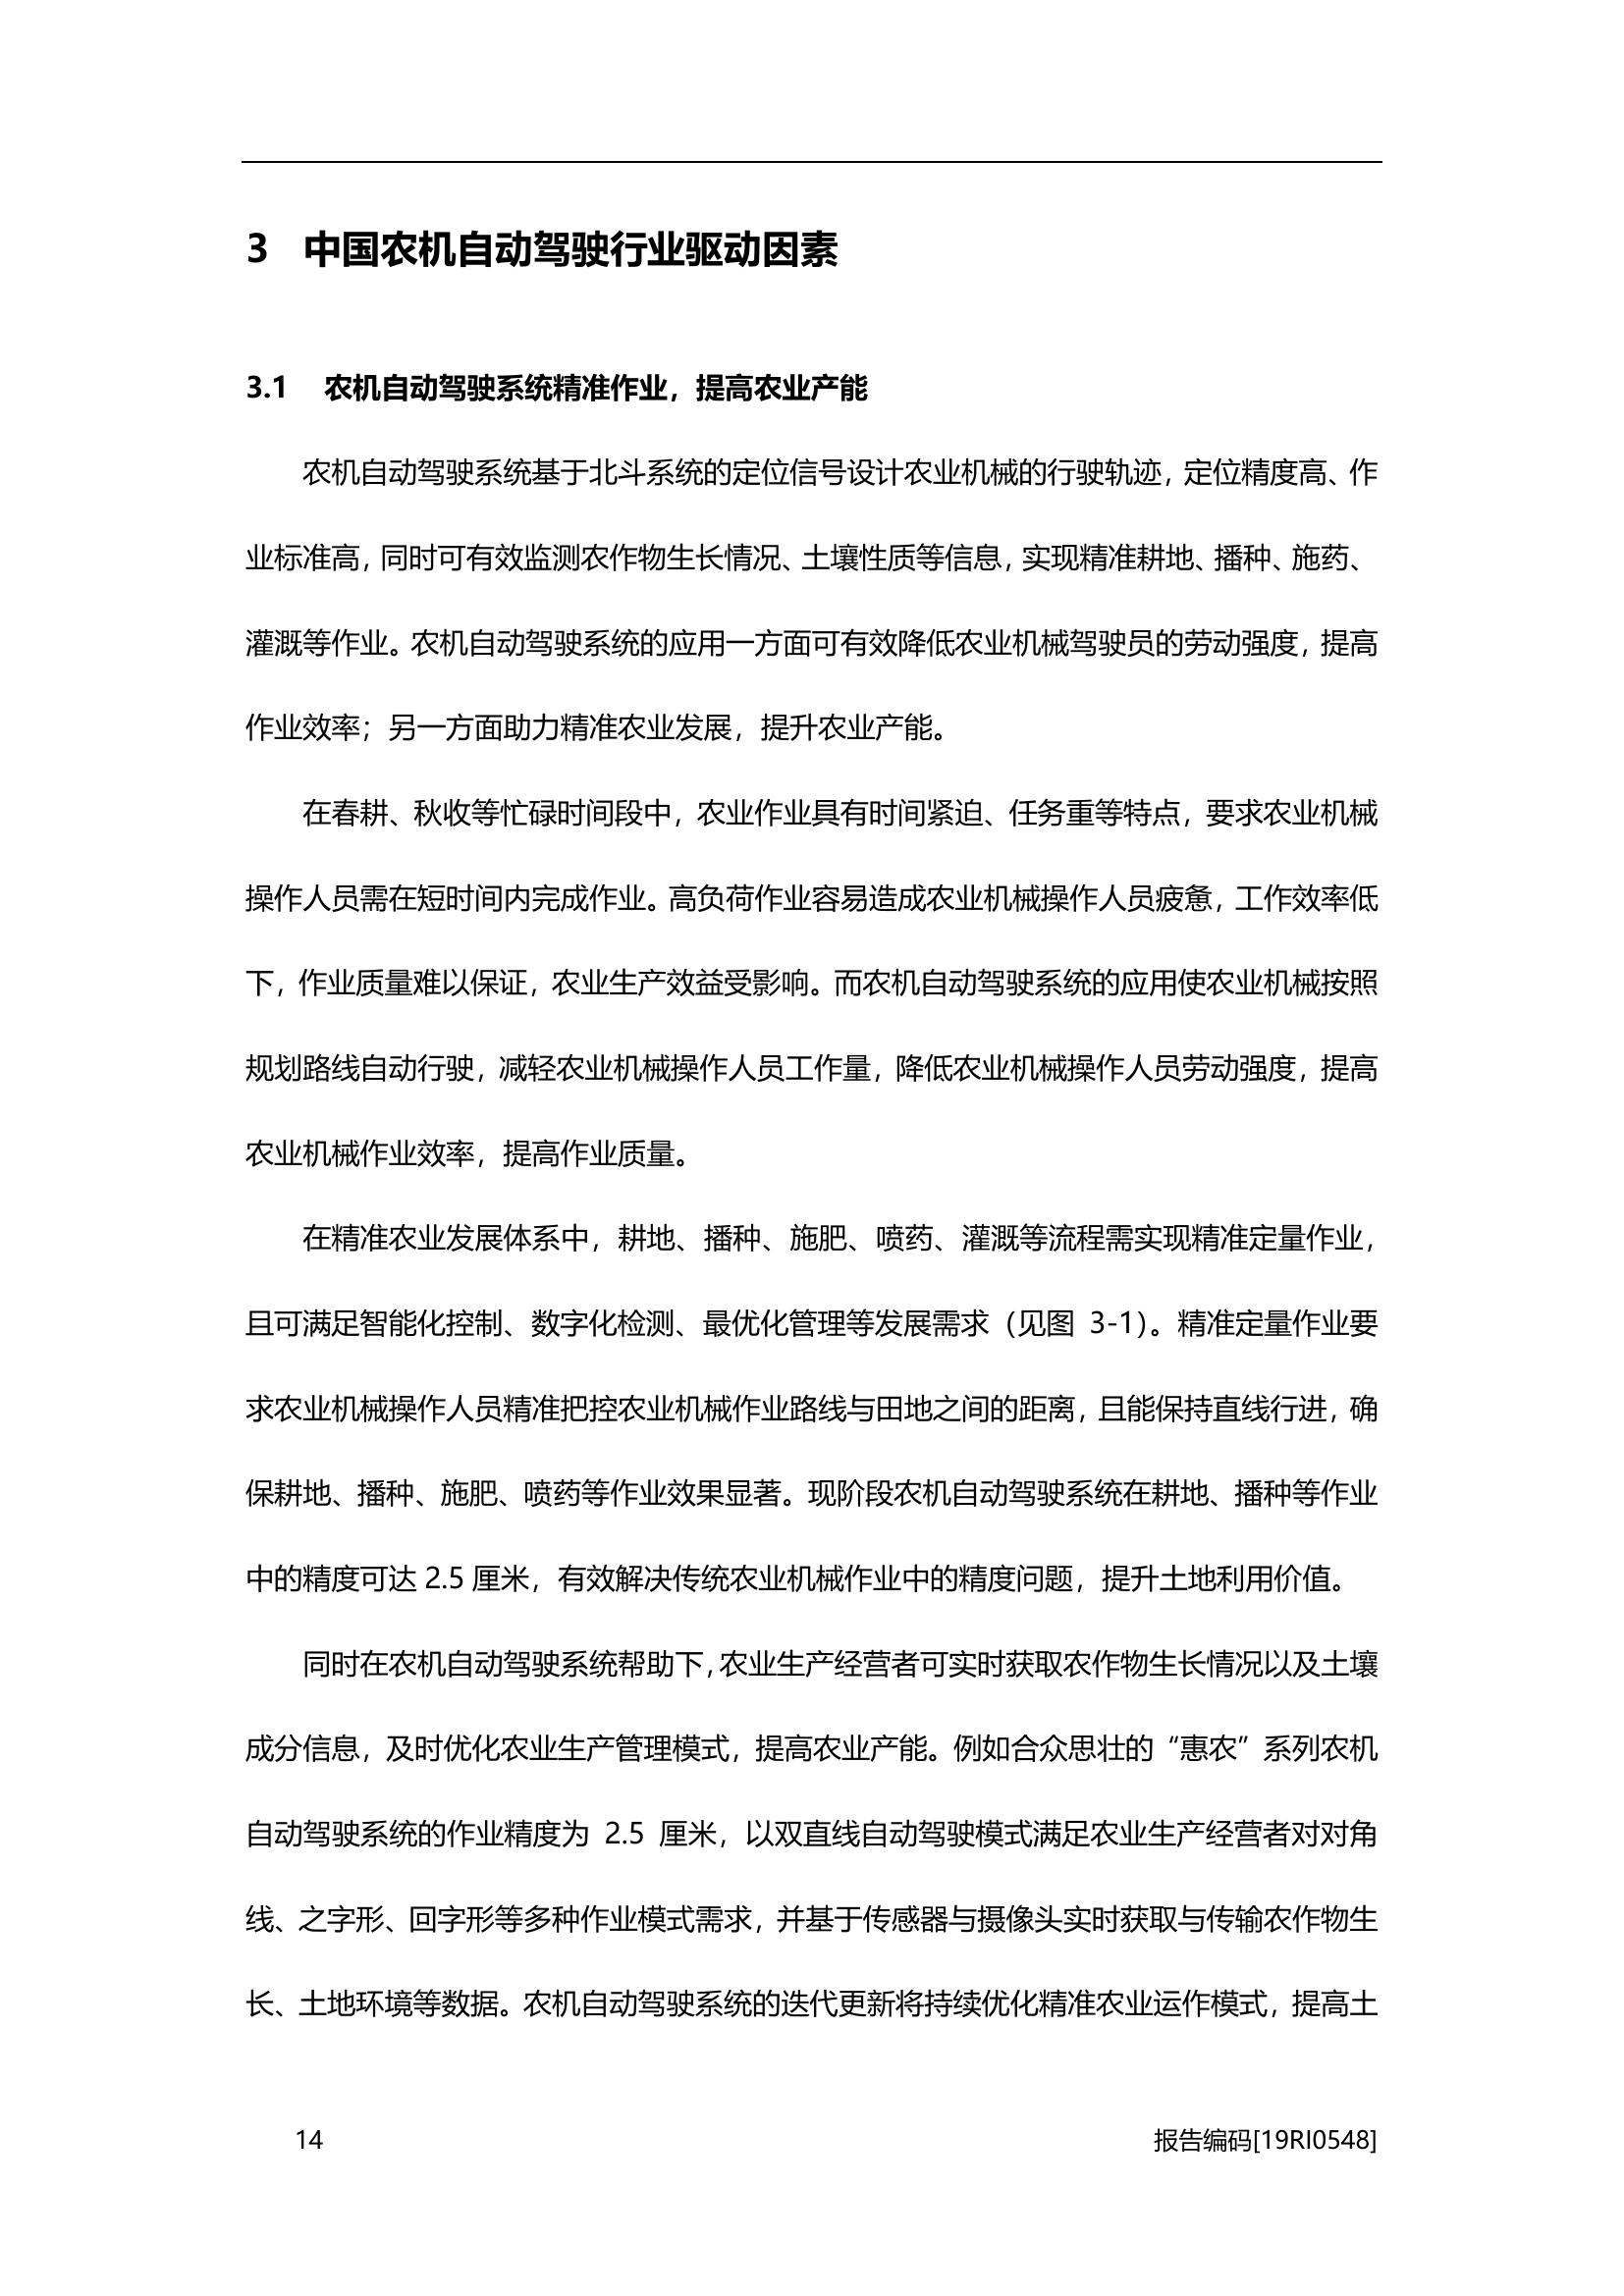 3 中国农机自动驾驶行业驱动因素
3.1 农机自动驾驶系统精准作业，提高农业产能
农机自动驾驶系统基于北斗系统的定位信号设计农业机械的行驶轨迹，定位精度高、作
业标准高，同时可有效监测农作物生长情况、土壤性质等信息，实现精准耕地、播种、施药、
灌溉等作业。农机自动驾驶系统的应用一方面可有效降低农业机械驾驶员的劳动强度，提高
作业效率；另一方面助力精准农业发展，提升农业产能。
在春耕、秋收等忙碌时间段中，农业作业具有时间紧迫、任务重等特点，要求农业机械
操作人员需在短时间内完成作业。高负荷作业容易造成农业机械操作人员疲惫，工作效率低
下，作业质量难以保证，农业生产效益受影响。而农机自动驾驶系统的应用使农业机械按照
规划路线自动行驶，减轻农业机械操作人员工作量，降低农业机械操作人员劳动强度，提高
农业机械作业效率，提高作业质量。
在精准农业发展体系中，耕地、播种、施肥、喷药、灌溉等流程需实现精准定量作业，
且可满足智能化控制、数字化检测、最优化管理等发展需求（见图 3-1）。精准定量作业要
求农业机械操作人员精准把控农业机械作业路线与田地之间的距离，且能保持直线行进，确
保耕地、播种、施肥、喷药等作业效果显著。现阶段农机自动驾驶系统在耕地、播种等作业
中的精度可达 2.5 厘米，有效解决传统农业机械作业中的精度问题，提升土地利用价值。
同时在农机自动驾驶系统帮助下，农业生产经营者可实时获取农作物生长情况以及土壤
成分信息，及时优化农业生产管理模式，提高农业产能。例如合众思壮的“惠农”系列农机
自动驾驶系统的作业精度为 2.5 厘米，以双直线自动驾驶模式满足农业生产经营者对对角
线、之字形、回字形等多种作业模式需求，并基于传感器与摄像头实时获取与传输农作物生
长、土地环境等数据。农机自动驾驶系统的迭代更新将持续优化精准农业运作模式，提高土
14 报告编码[19RI0548]